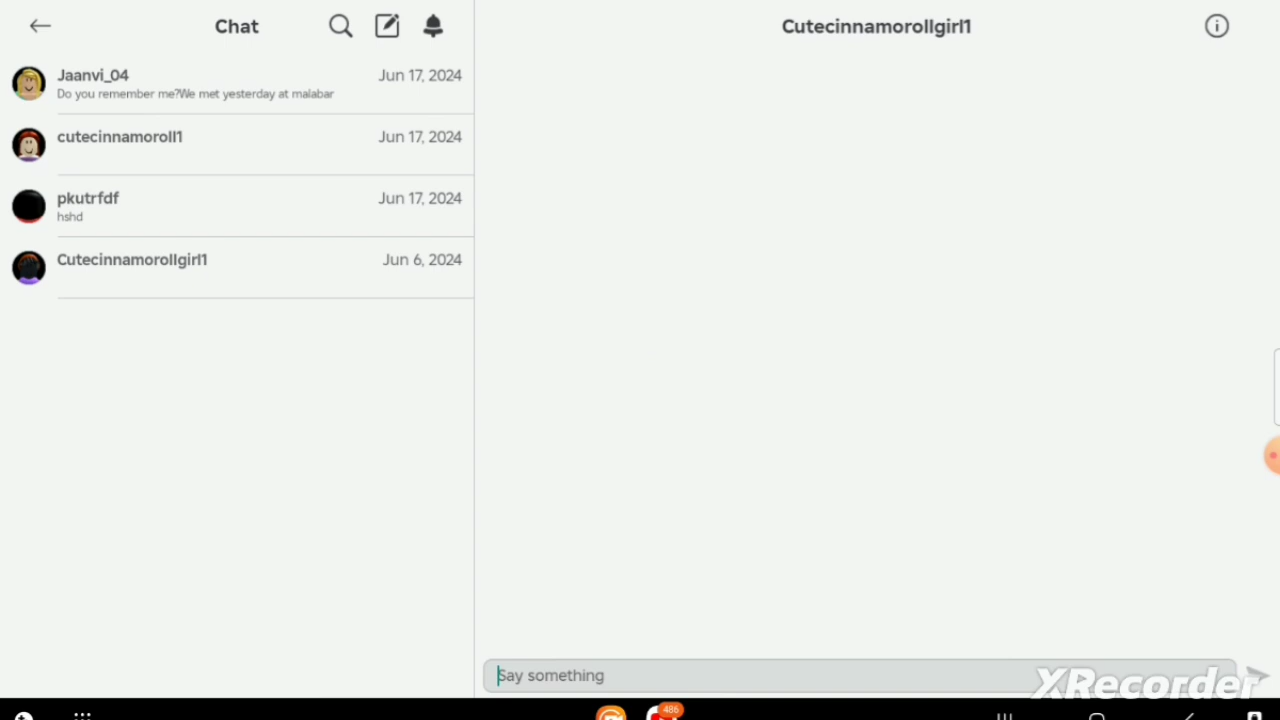 Chat
Jaanvi_04
Jun 17, 2024
Do you remember me?We met yesterday at malabar
cutecinnamoroll1
Jun 17, 2024
pkutrfdf
Jun 17, 2024
hshd
Cutecinnamorollgirl1
Jun 6, 2024
Cutecinnamorollgirl1
Say something
XRecorder
486